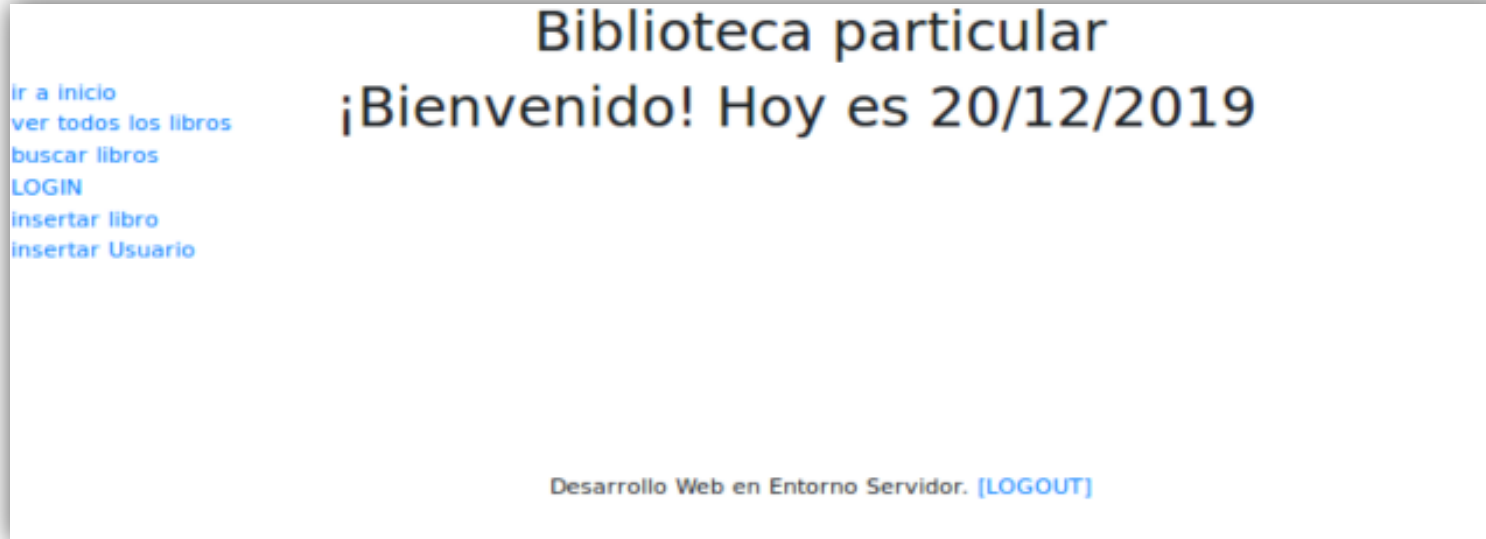 Biblioteca particular
¡Bienvenido! Hoy es 20/12/2019
ir a inicio
ver todos los libros
buscar libros
LOGIN
insertar libro
insertar Usuario
Desarrollo Web en Entorno Servidor. [LOGOUT]